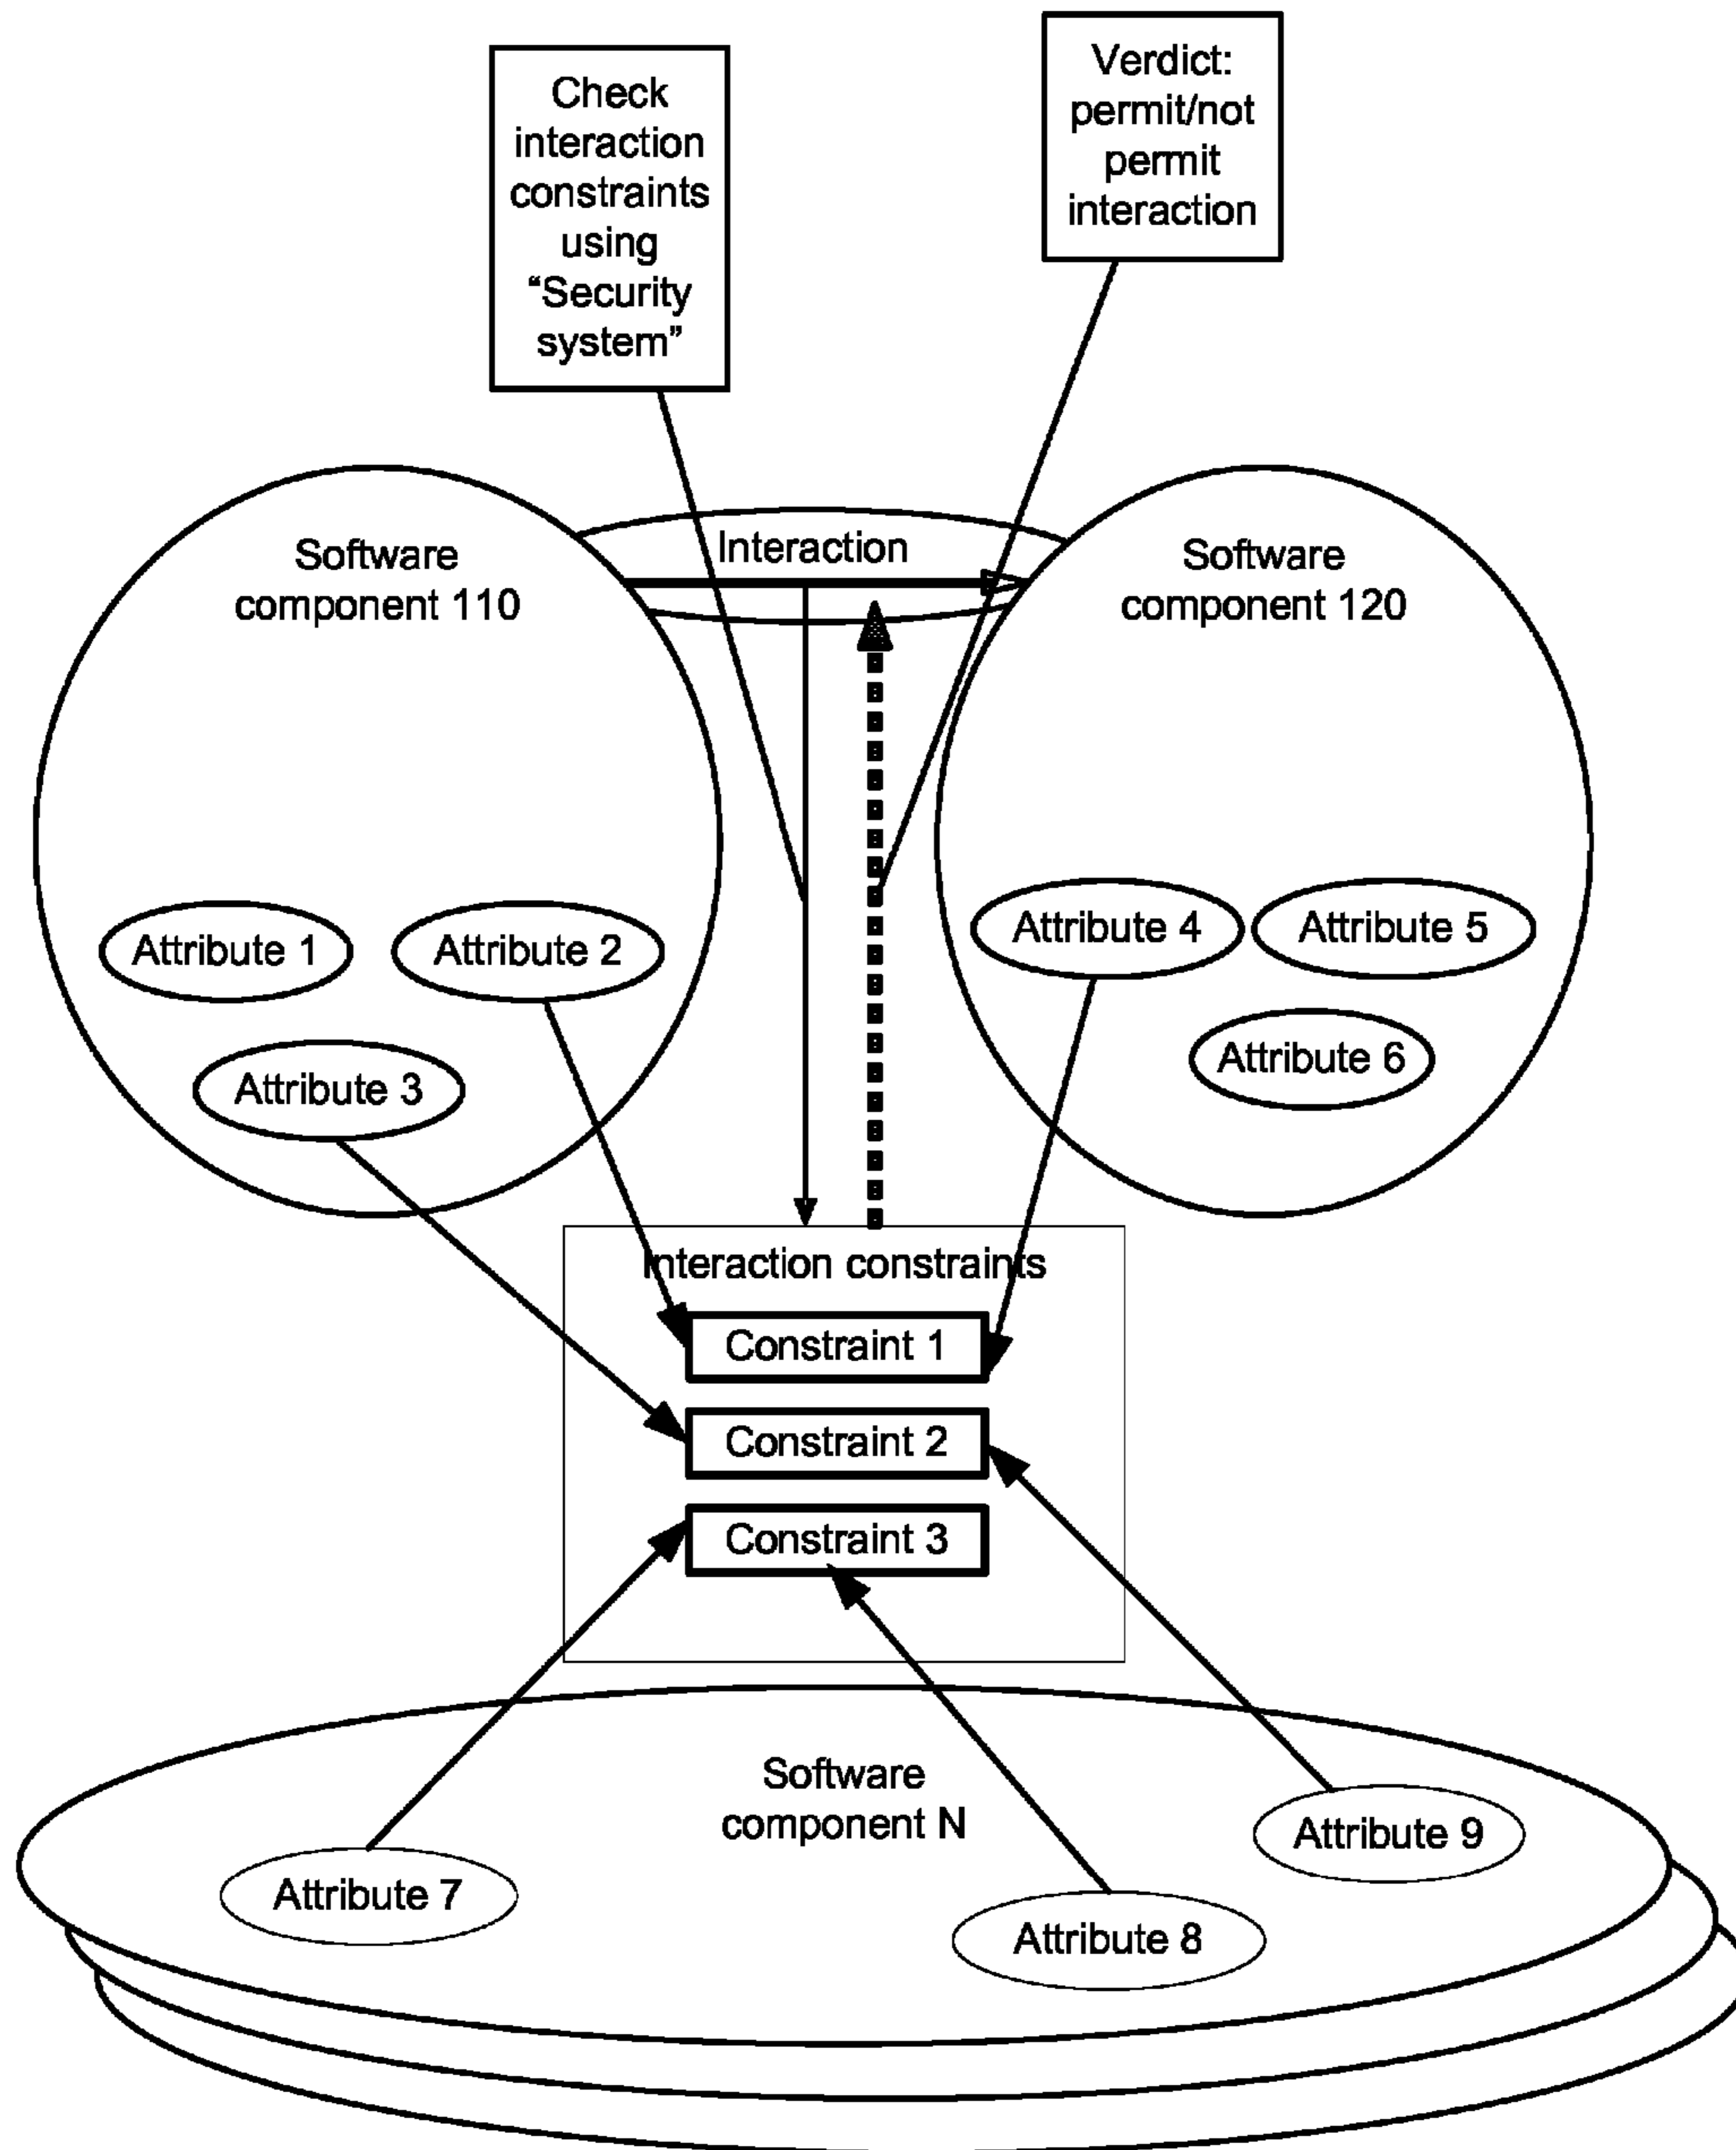 Check
interaction
constraints
using
“Security
system”
Verdict:
permit/not
permit
interaction
Software
component 110
Interaction
Software
component 120
Attribute 1
Attribute 2
Attribute 3
Attribute 4
Attribute 5
Attribute 6
Interaction constraints
Constraint 1
Constraint 2
Constraint 3
Software
component N
Attribute 7
Attribute 8
Attribute 9